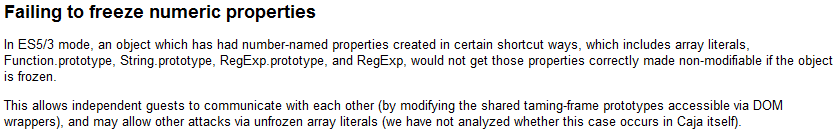 Failing to freeze numeric properties
In ES5/3 mode, an object which has had number-named properties created in certain shortcut ways, which includes array literals,
Function.prototype, String.prototype, RegExp.prototype, and RegExp, would not get those properties correctly made non-modifiable if the object
is frozen.
This allows independent guests to communicate with each other (by modifying the shared taming-frame prototypes accessible via DOM
wrappers), and may allow other attacks via unfrozen array literals (we have not analyzed whether this case occurs in Caja itself).